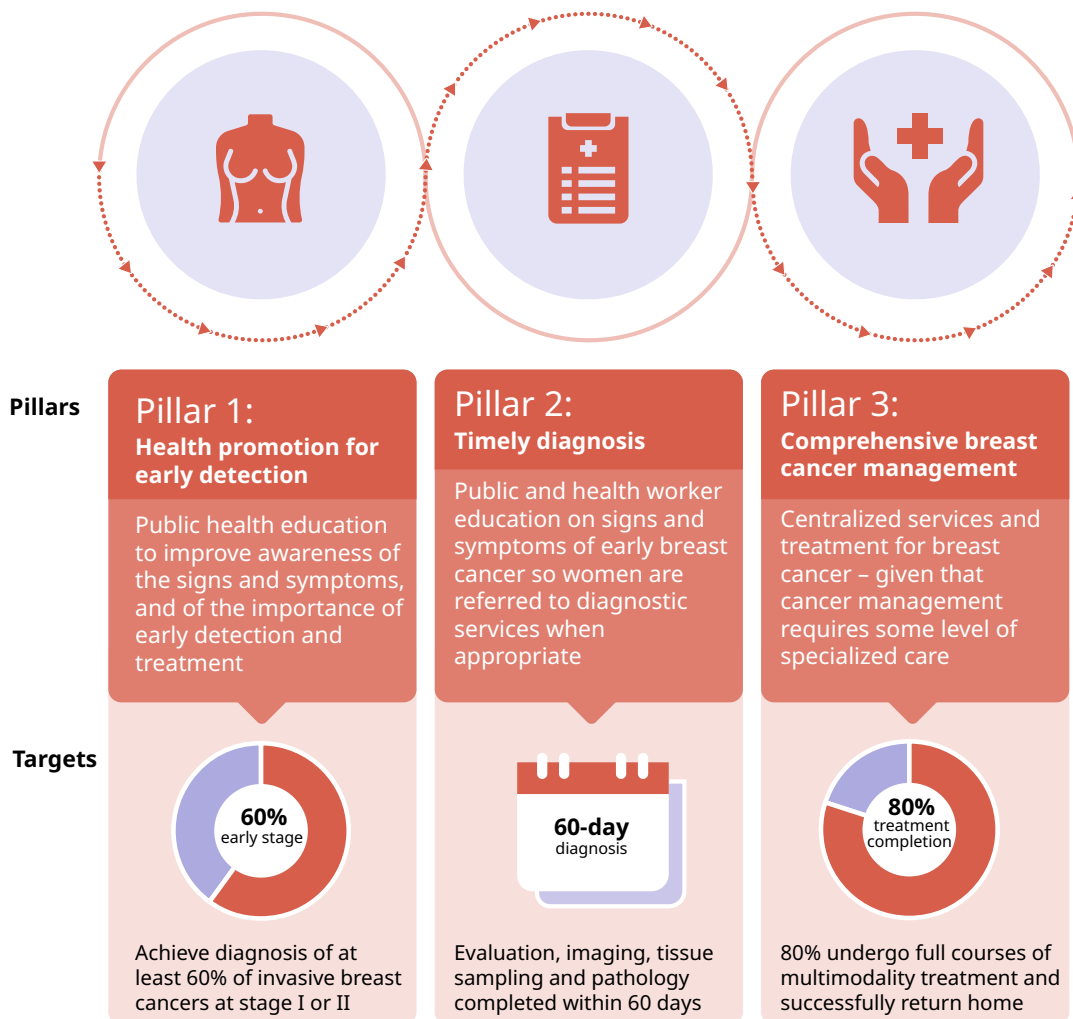 Pillars
Pillar 1:
Health promotion for
early detection
Public health education
to improve awareness of
the signs and symptoms,
and of the importance of
early detection and
treatment
Pillar 2:
Timely diagnosis
Public and health worker
education on signs and
symptoms of early breast
cancer so women are
referred to diagnostic
services when
appropriate
Pillar 3:
Comprehensive breast
cancer management
Centralized services and
treatment for breast
cancer – given that
cancer management
requires some level of
specialized care
Targets
60%
early stage
Achieve diagnosis of at
least 60% of invasive breast
cancers at stage I or II
60-day
diagnosis
Evaluation, imaging, tissue
sampling and pathology
completed within 60 days
80%
treatment
completion
80% undergo full courses of
multimodality treatment and
successfully return home